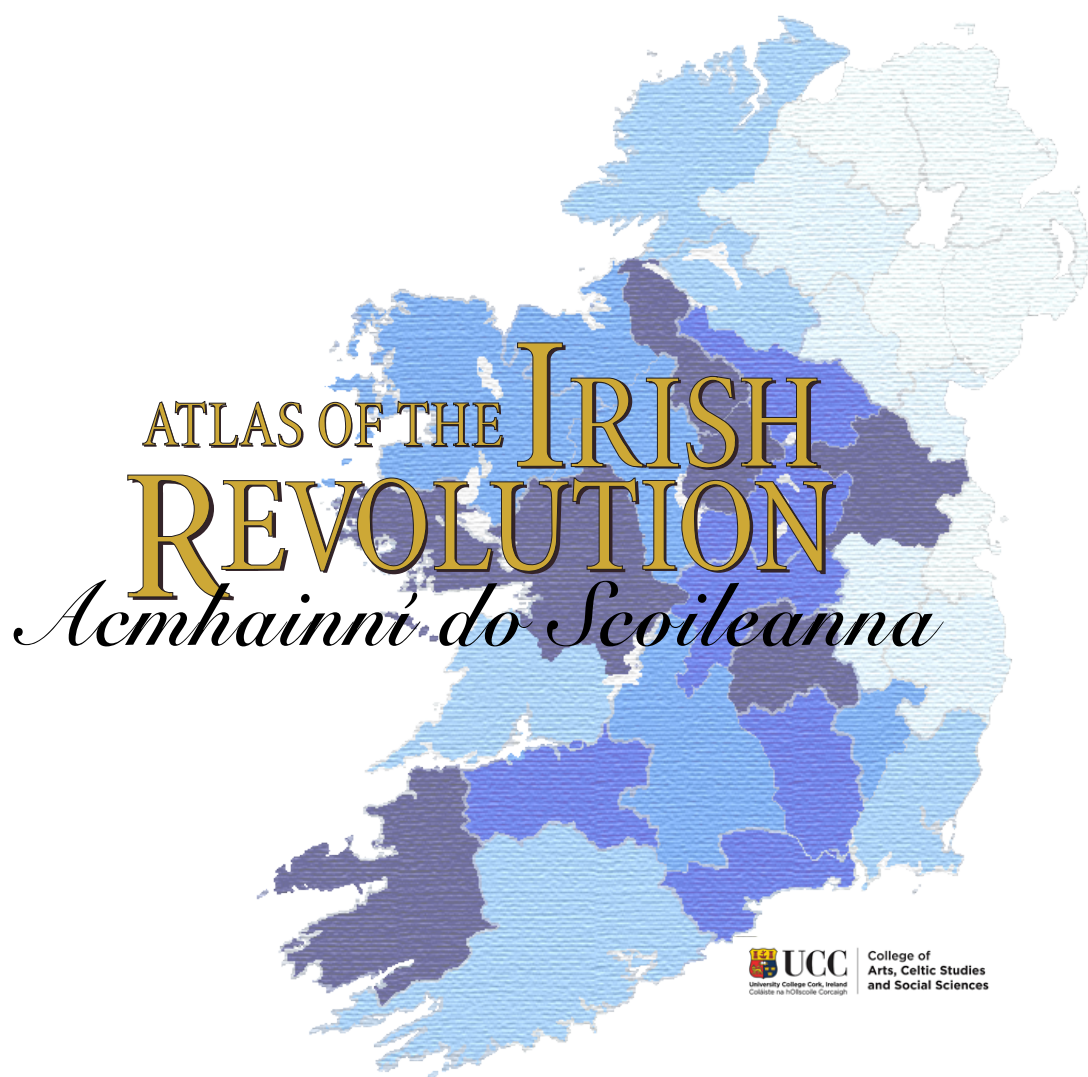 ATLAS OF THE IRISH
REVOLUTION
Acmhainní do Scoileanna
UCC
University College Cork, Ireland
Coláiste na hOllscoile Corcaigh
College of
Arts, Celtic Studies
and Social Sciences